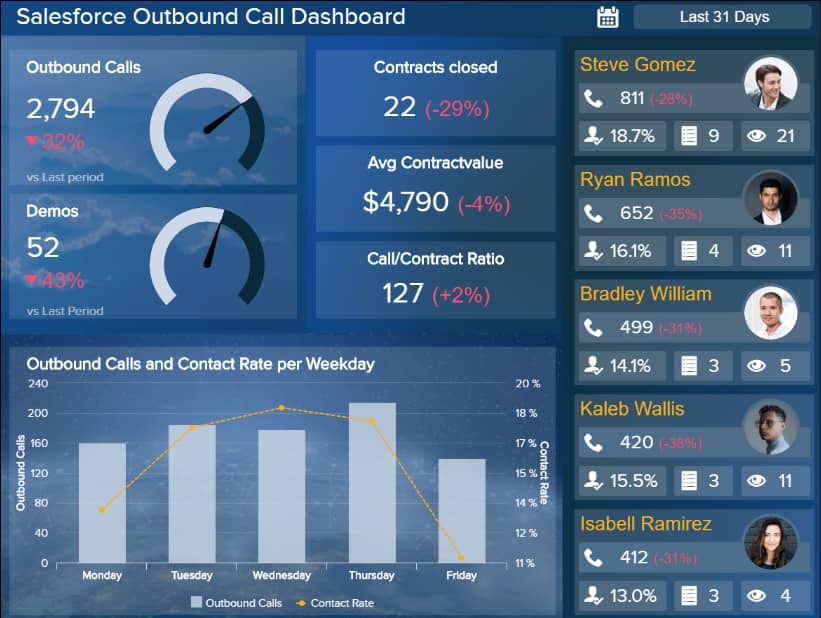 Salesforce Outbound Call Dashboard
Last 31 Days
Outbound Calls
2,794
▼32%
vs Last period
Demos
52
▼43%
vs Last Period
Contracts closed
22 (-29%)
Avg Contractvalue
$4,790 (-4%)
Call/Contract Ratio
127 (+2%)
Outbound Calls and Contact Rate per Weekday
240
200
160
120
80
40
0
Outbound Calls
20 %
18 %
17 %
15 %
14 %
12 %
11 %
Contact Rate
Monday Tuesday Wednesday Thursday Friday
Outbound Calls Contact Rate
Steve Gomez
811 (-28%)
18.7% 9 21
Ryan Ramos
652 (-35%)
16.1% 4 11
Bradley William
499 (-31%)
14.1% 3 5
Kaleb Wallis
420 (-38%)
15.5% 3 11
Isabell Ramirez
412 (-31%)
13.0% 3 4